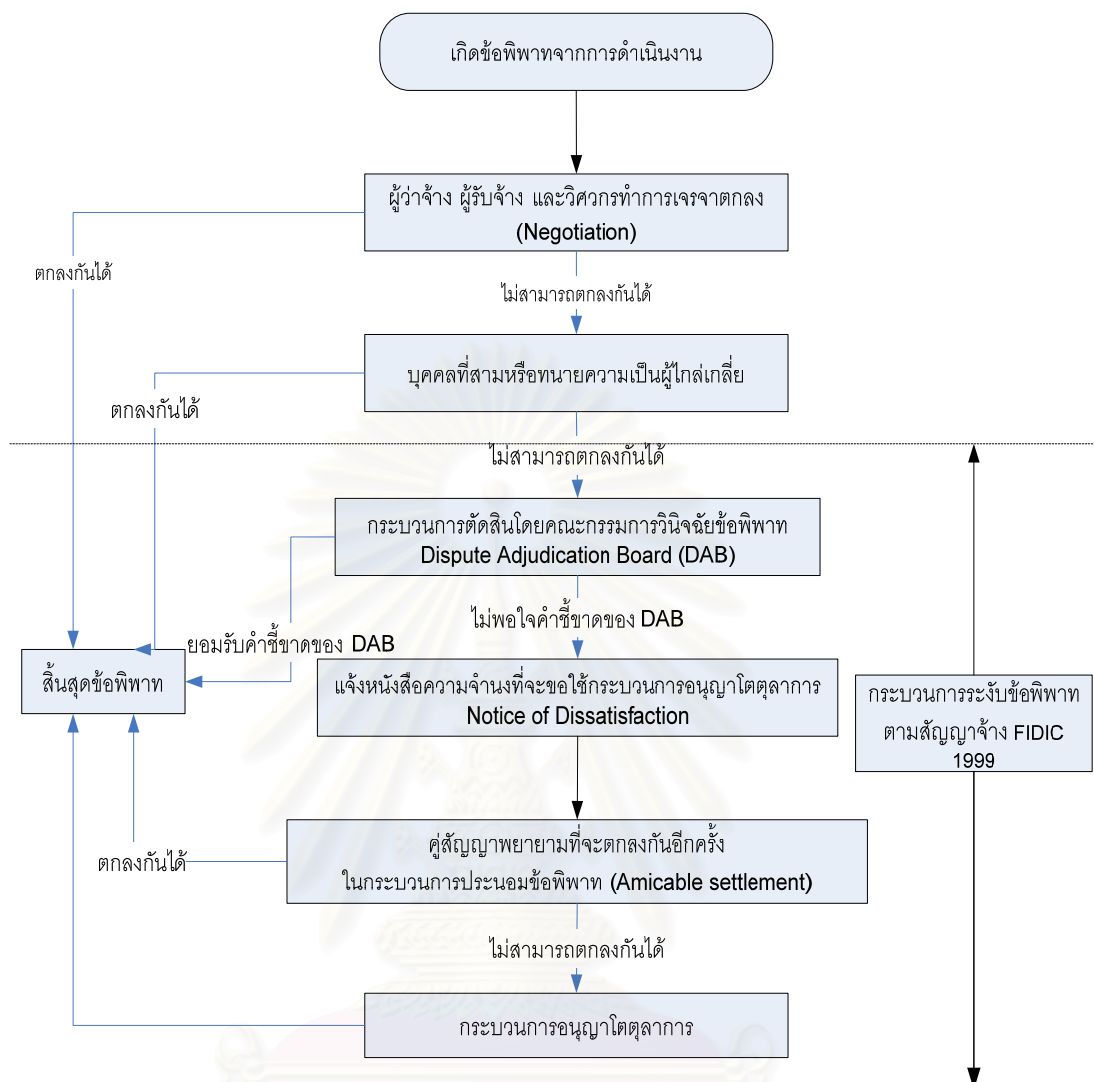 เกิดข้อพิพาทจากการดำเนินงาน
ผู้ว่าจ้าง ผู้รับจ้าง และวิศวกรทำการเจรจาตกลง
(Negotiation)
ตกลงกันได้
ไม่สามารถตกลงกันได้
บุคคลที่สามหรือทนายความเป็นผู้ไกล่เกลี่ย
ตกลงกันได้
ไม่สามารถตกลงกันได้
กระบวนการตัดสินโดยคณะกรรมการวินิจฉัยข้อพิพาท
Dispute Adjudication Board (DAB)
ไม่พอใจคำชี้ขาดของ DAB
ยอมรับคำชี้ขาดของ DAB
สิ้นสุดข้อพิพาท
แจ้งหนังสือความจำนงที่จะขอใช้กระบวนการอนุญาโตตุลาการ
Notice of Dissatisfaction
กระบวนการระงับข้อพิพาท
ตามสัญญาจ้าง FIDIC
1999
คู่สัญญาพยายามที่จะตกลงกันอีกครั้ง
ในกระบวนการประนอมข้อพิพาท (Amicable settlement)
ตกลงกันได้
ไม่สามารถตกลงกันได้
กระบวนการอนุญาโตตุลาการ